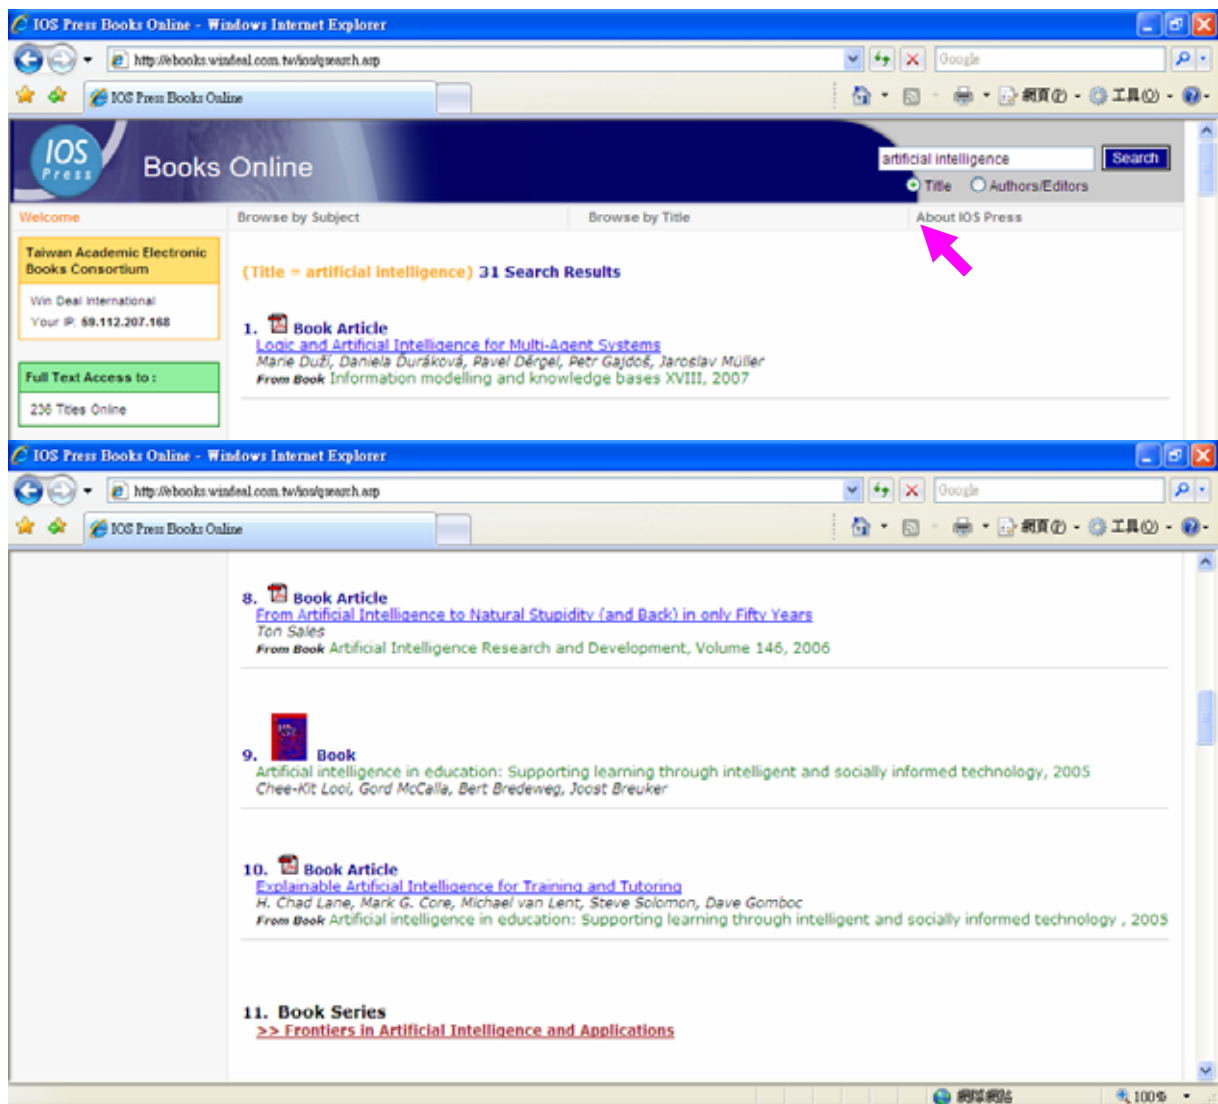 IOS Press Books Online - Windows Internet Explorer
http://ebooks.windeal.com.tw/ios/qsearch.asp
Google
IOS Press Books Online
網頁(P)
工具(O)
IOS
Press
Books Online
artificial intelligence
Search
Title
Authors/Editors
Welcome
Browse by Subject
Browse by Title
About IOS Press
Taiwan Academic Electronic
Books Consortium
Win Deal International
Your IP: 59.112.207.168
Full Text Access to :
236 Titles Online
(Title = artificial intelligence) 31 Search Results
1. Book Article
Logic and Artificial Intelligence for Multi-Agent Systems
Marie Duží, Daniela Ďuráková, Pavel Děrgel, Petr Gajdoš, Jaroslav Müller
From Book Information modelling and knowledge bases XVIII, 2007
IOS Press Books Online - Windows Internet Explorer
http://ebooks.windeal.com.tw/ios/qsearch.asp
Google
IOS Press Books Online
網頁(P)
工具(O)
8. Book Article
From Artificial Intelligence to Natural Stupidity (and Back) in only Fifty Years
Ton Sales
From Book Artificial Intelligence Research and Development, Volume 146, 2006
9. Book
Artificial intelligence in education: Supporting learning through intelligent and socially informed technology, 2005
Chee-Kit Looi, Gord McCalla, Bert Bredeweg, Joost Breuker
10. Book Article
Explainable Artificial Intelligence for Training and Tutoring
H. Chad Lane, Mark G. Core, Michael van Lent, Steve Solomon, Dave Gomboc
From Book Artificial intelligence in education: Supporting learning through intelligent and socially informed technology , 2005
11. Book Series
>> Frontiers in Artificial Intelligence and Applications
網際網路
100%